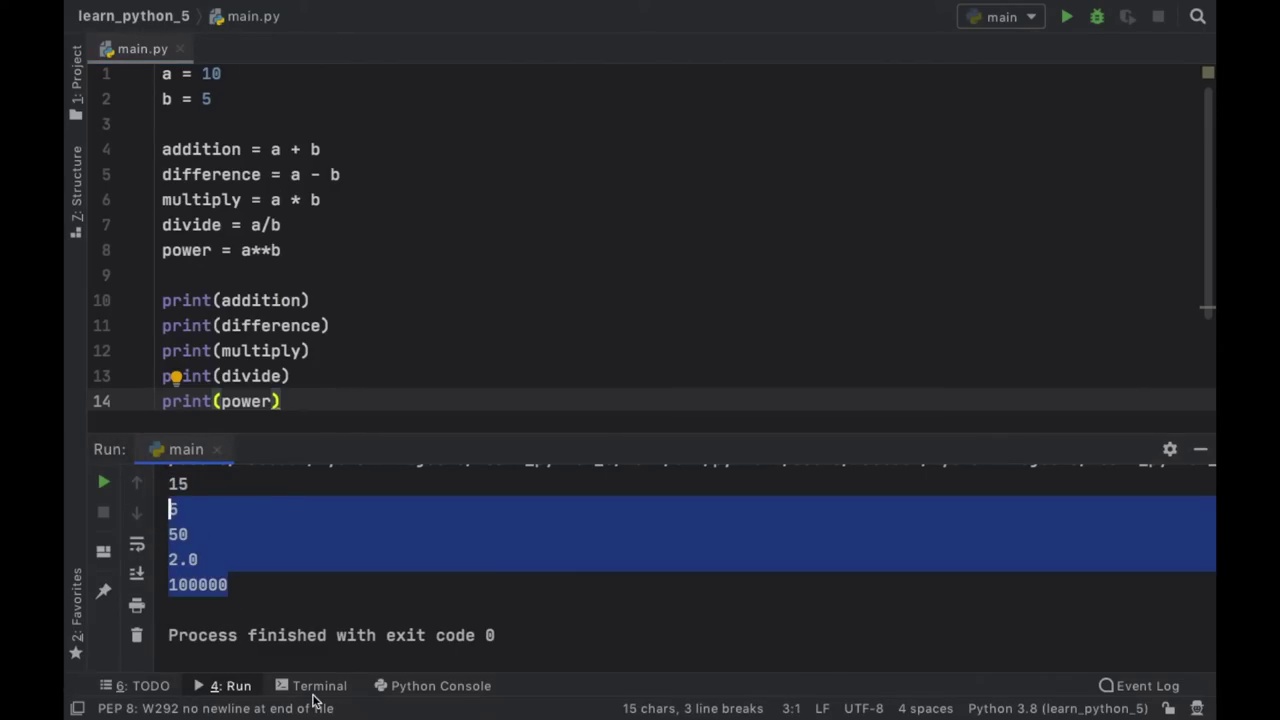 learn_python_5 main.py
main
main.py
1: Project
7: Structure
2: Favorites
1 a = 10
2 b = 5
3
4 addition = a + b
5 difference = a - b
6 multiply = a * b
7 divide = a/b
8 power = a**b
9
10 print(addition)
11 print(difference)
12 print(multiply)
13 print(divide)
14 print(power)
Run: main
15
5
50
2.0
100000
Process finished with exit code 0
6: TODO 4: Run Terminal Python Console Event Log
PEP 8: W292 no newline at end of file 15 chars, 3 line breaks 3:1 LF UTF-8 4 spaces Python 3.8 (learn_python_5)